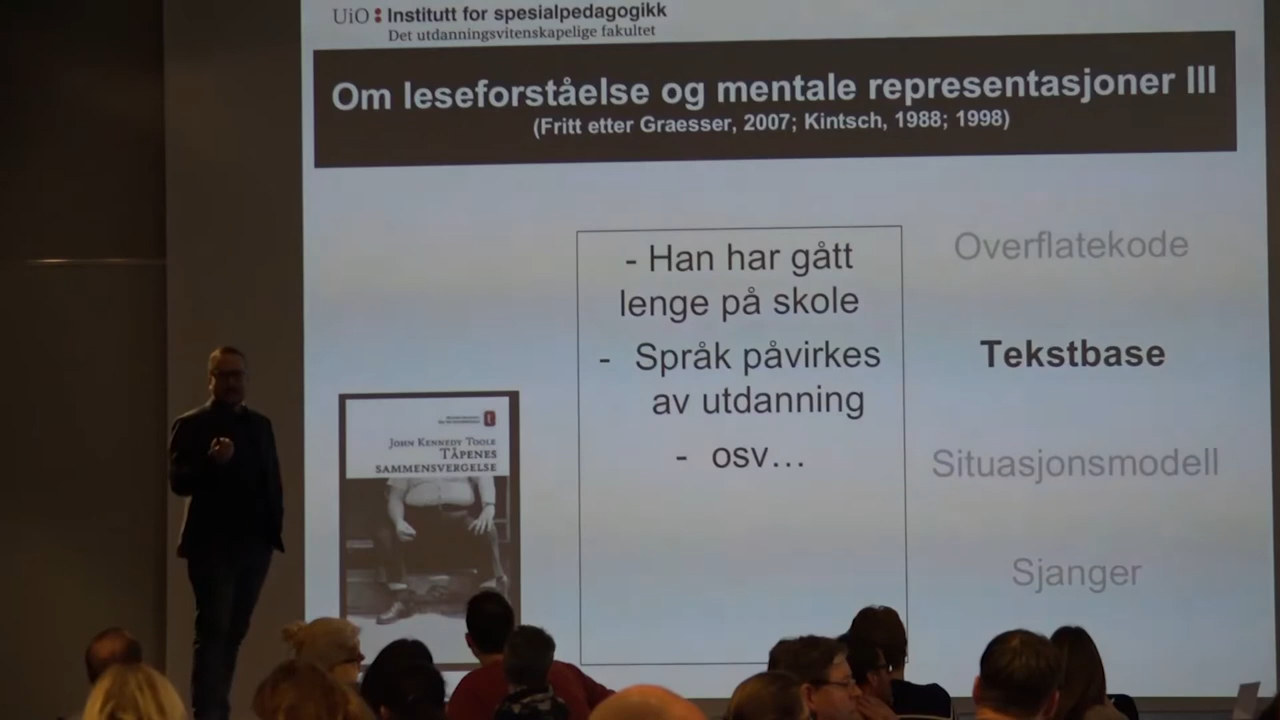 UiO : Institutt for spesialpedagogikk
Det utdanningsvitenskapelige fakultet
Om leseforståelse og mentale representasjoner III
(Fritt etter Graesser, 2007; Kintsch, 1988; 1998)
- Han har gått
lenge på skole
- Språk påvirkes
av utdanning
- osv...
Overflatekode
Tekstbase
Situasjonsmodell
Sjanger
John Kennedy Toole
Tåpenes
sammensvergelse